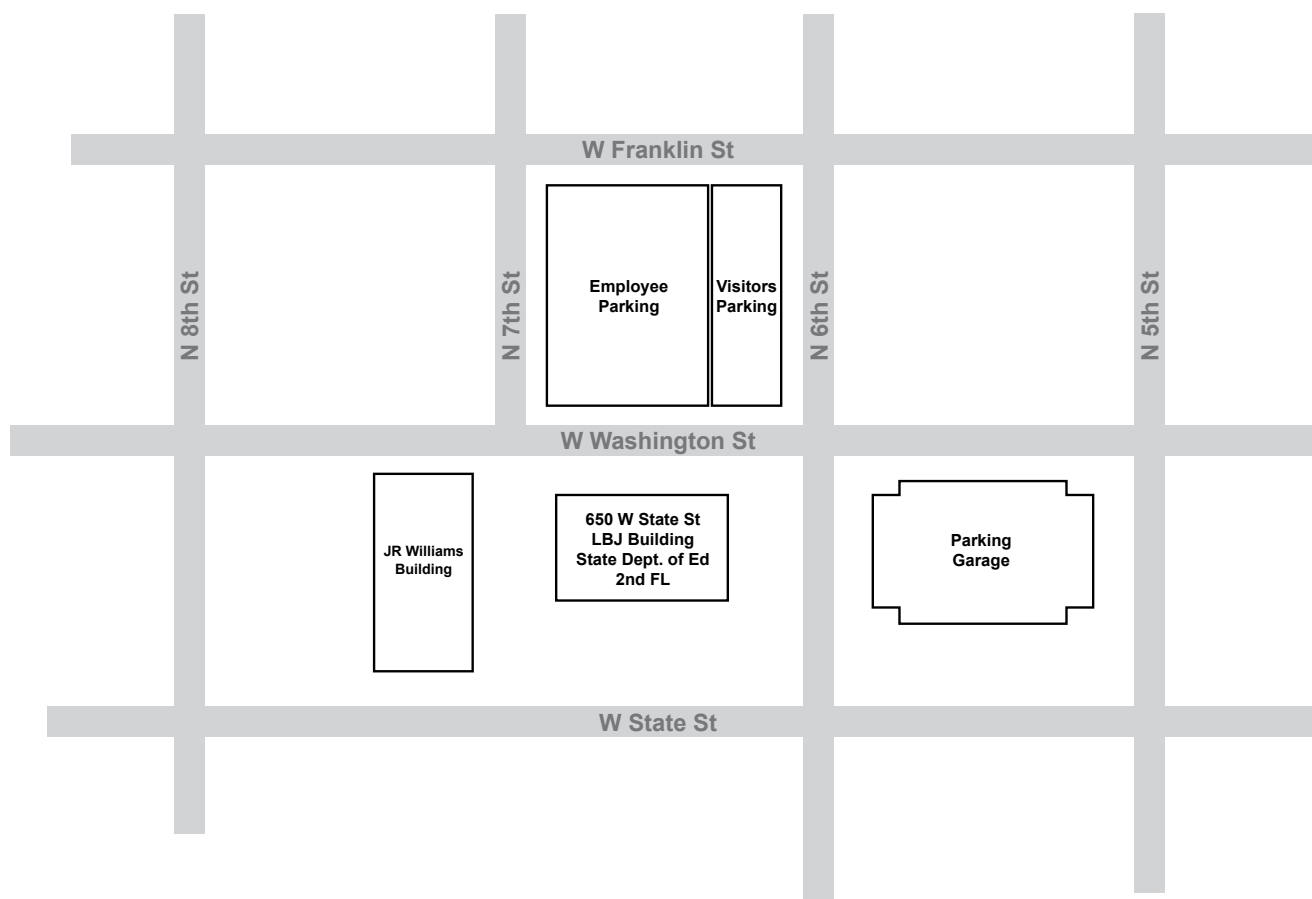 W Franklin St
N 8th St
N 7th St
Employee
Parking
Visitors
Parking
N 6th St
N 5th St
W Washington St
JR Williams
Building
650 W State St
LBJ Building
State Dept. of Ed
2nd FL
Parking
Garage
W State St